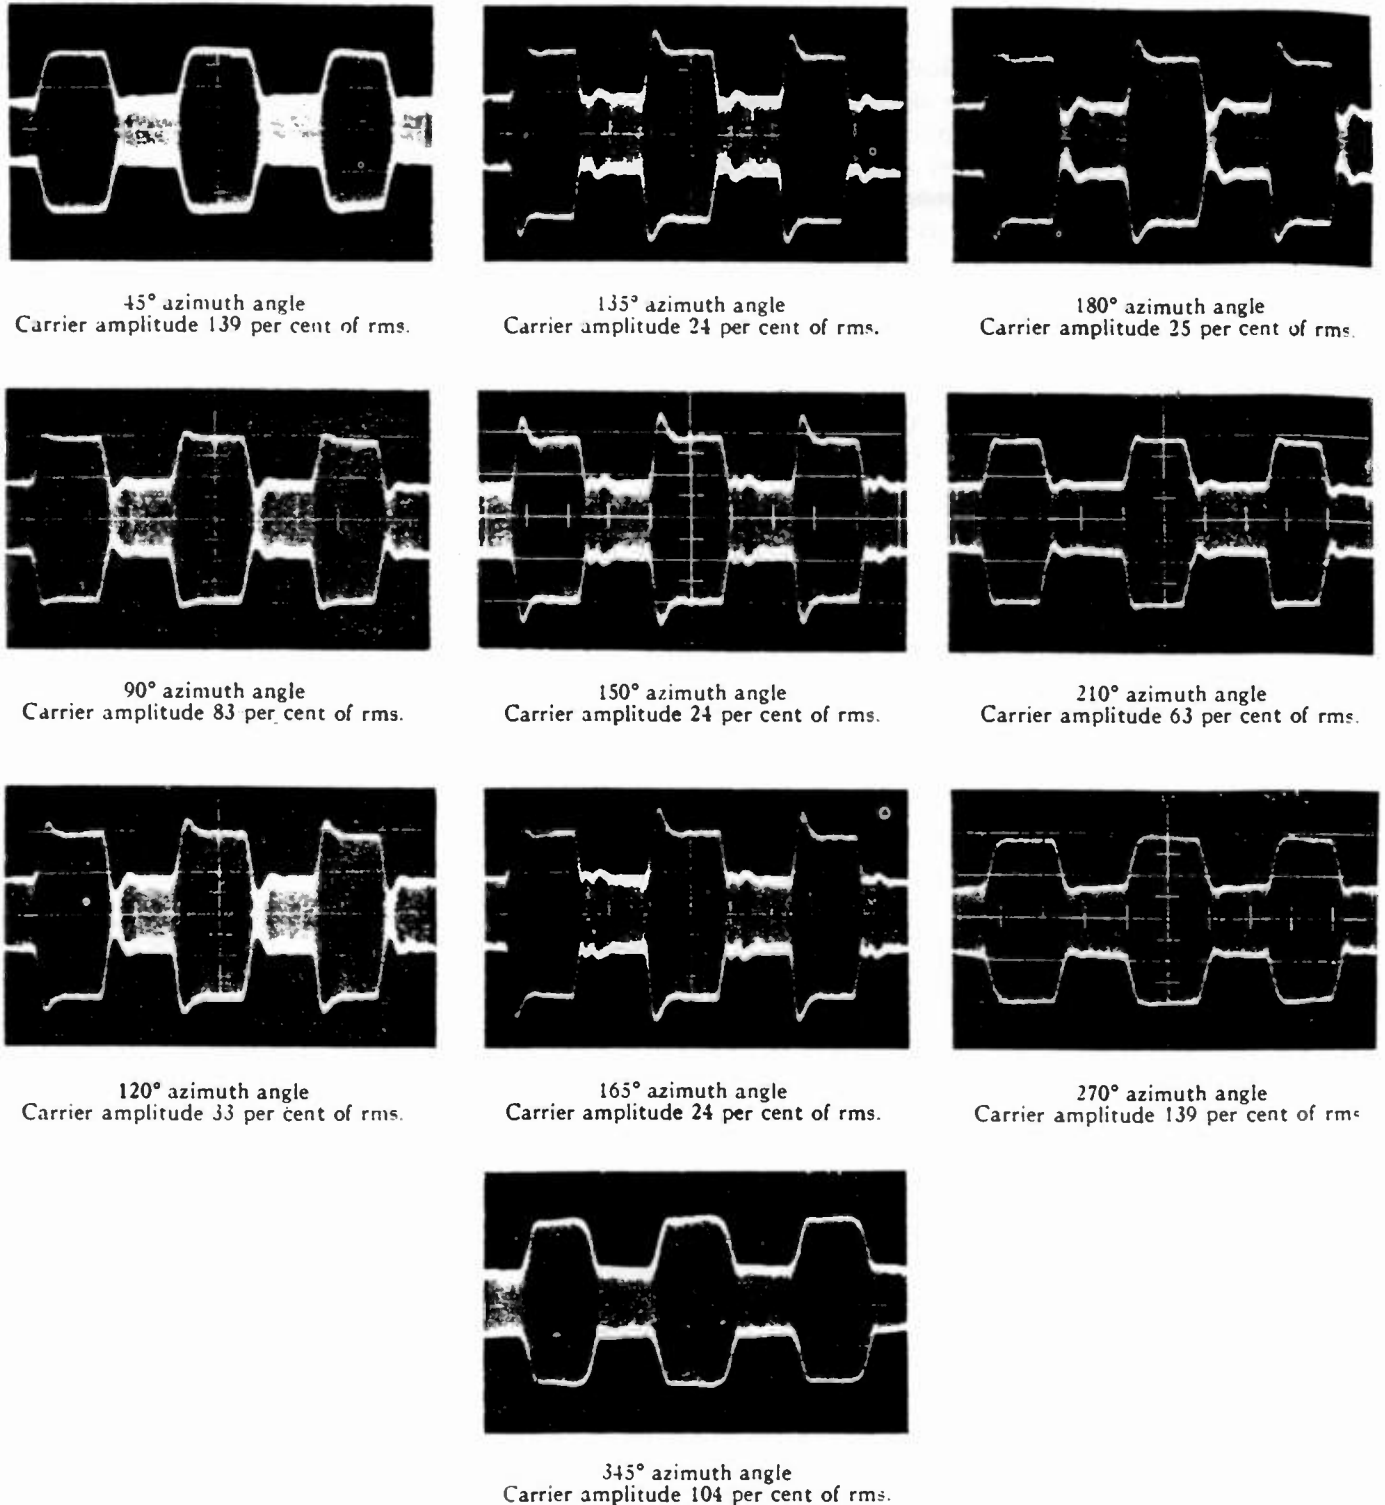 45° azimuth angle
Carrier amplitude 139 per cent of rms.
135° azimuth angle
Carrier amplitude 24 per cent of rms.
180° azimuth angle
Carrier amplitude 25 per cent of rms.
90° azimuth angle
Carrier amplitude 83 per cent of rms.
150° azimuth angle
Carrier amplitude 24 per cent of rms.
210° azimuth angle
Carrier amplitude 63 per cent of rms.
120° azimuth angle
Carrier amplitude 33 per cent of rms.
165° azimuth angle
Carrier amplitude 24 per cent of rms.
270° azimuth angle
Carrier amplitude 139 per cent of rms
345° azimuth angle
Carrier amplitude 104 per cent of rms.